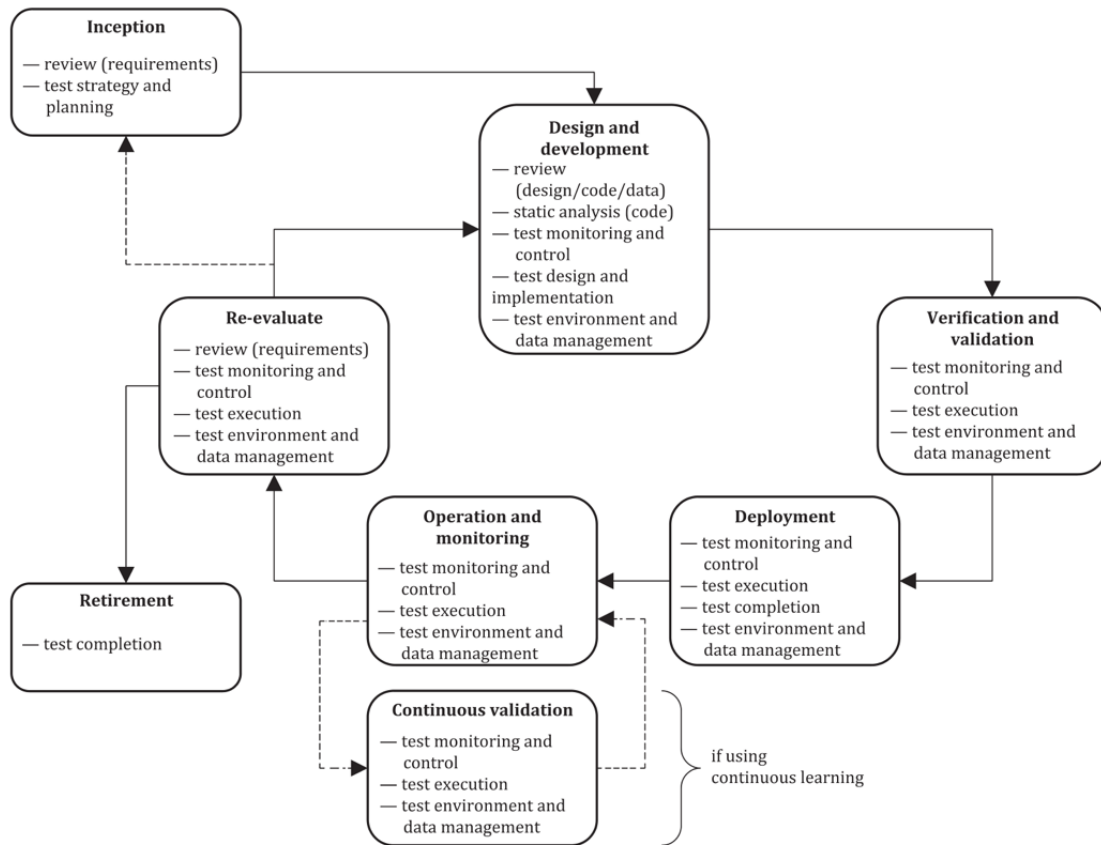 Inception
— review (requirements)
— test strategy and
planning
Design and
development
— review
(design/code/data)
— static analysis (code)
— test monitoring and
control
— test design and
implementation
— test environment and
data management
Re-evaluate
— review (requirements)
— test monitoring and
control
— test execution
— test environment and
data management
Verification and
validation
— test monitoring and
control
— test execution
— test environment and
data management
Operation and
monitoring
— test monitoring and
control
— test execution
— test environment and
data management
Deployment
— test monitoring and
control
— test execution
— test completion
— test environment and
data management
Retirement
— test completion
Continuous validation
— test monitoring and
control
— test execution
— test environment and
data management
if using
continuous learning